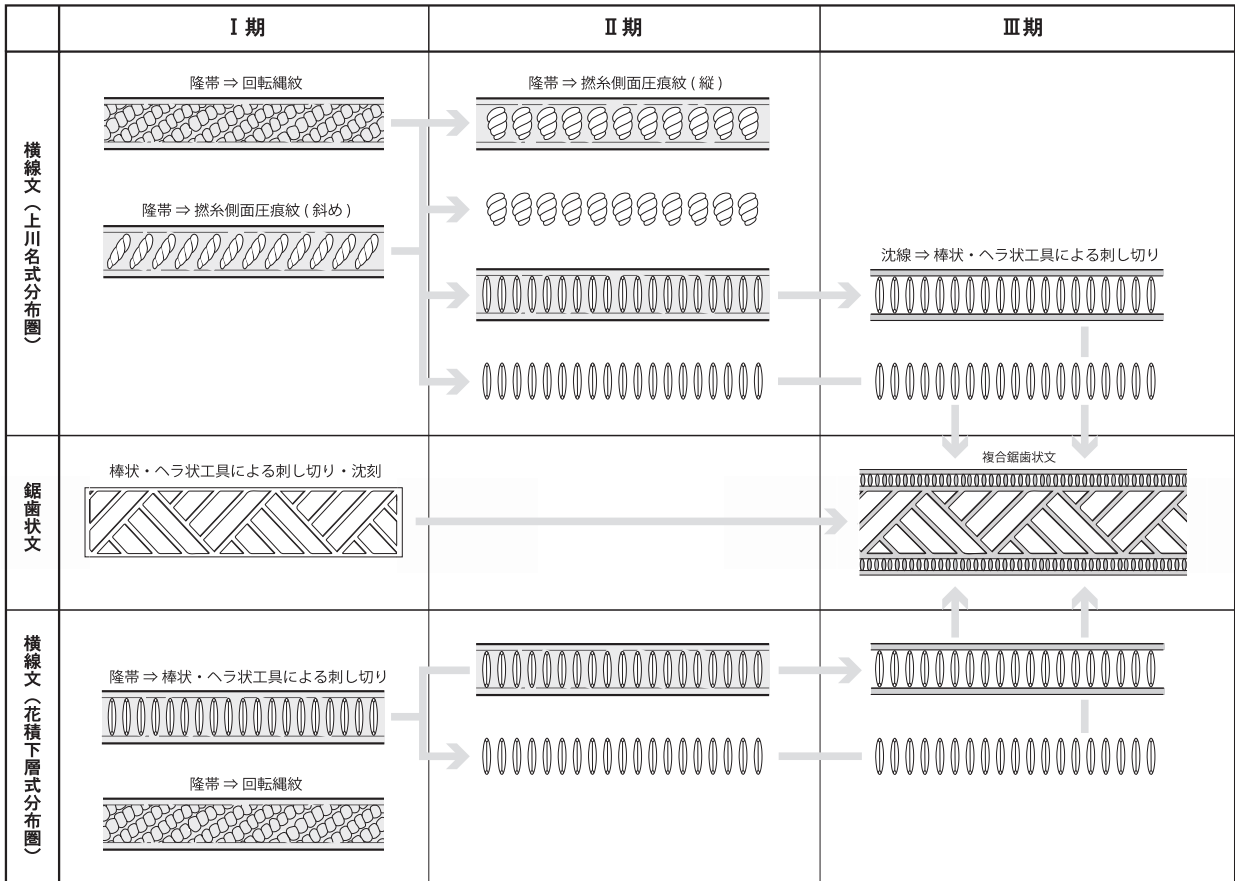 Ⅰ期
Ⅱ期
Ⅲ期
横線文（上川名式分布圏）
隆帯 ⇒ 回転縄紋
隆帯 ⇒ 撚糸側面圧痕紋 ( 斜め )
隆帯 ⇒ 撚糸側面圧痕紋 ( 縦 )
沈線 ⇒ 棒状・ヘラ状工具による刺し切り
鋸歯状文
棒状・ヘラ状工具による刺し切り・沈刻
複合鋸歯状文
横線文（花積下層式分布圏）
隆帯 ⇒ 棒状・ヘラ状工具による刺し切り
隆帯 ⇒ 回転縄紋